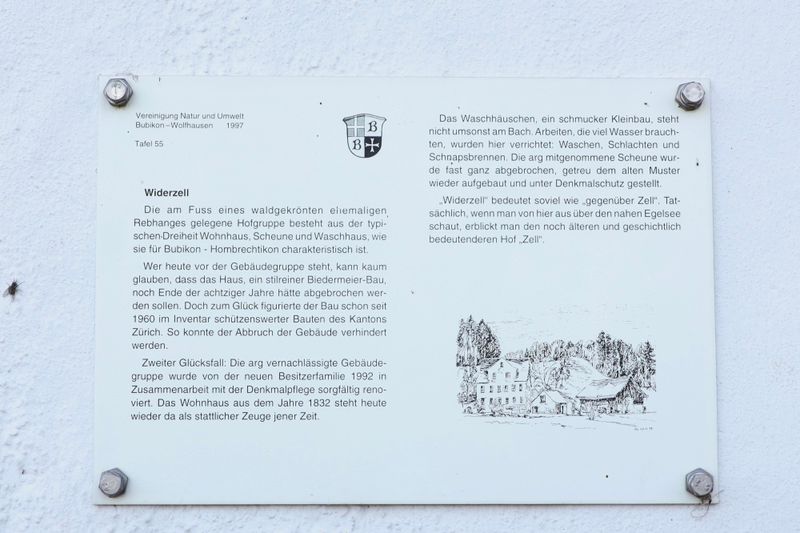 Vereinigung Natur und Umwelt
Bubikon–Wolfhausen 1997
Tafel 55
B
B
Widerzell
Die am Fuss eines waldgekrönten ehemaligen
Rebhanges gelegene Hofgruppe besteht aus der typi-
schen Dreiheit Wohnhaus, Scheune und Waschhaus, wie
sie für Bubikon - Hombrechtikon charakteristisch ist.
Wer heute vor der Gebäudegruppe steht, kann kaum
glauben, dass das Haus, ein stilreiner Biedermeier-Bau,
noch Ende der achtziger Jahre hätte abgebrochen wer-
den sollen. Doch zum Glück figurierte der Bau schon seit
1960 im Inventar schützenswerter Bauten des Kantons
Zürich. So konnte der Abbruch der Gebäude verhindert
werden.
Zweiter Glücksfall: Die arg vernachlässigte Gebäude-
gruppe wurde von der neuen Besitzerfamilie 1992 in
Zusammenarbeit mit der Denkmalpflege sorgfältig reno-
viert. Das Wohnhaus aus dem Jahre 1832 steht heute
wieder da als stattlicher Zeuge jener Zeit.
Das Waschhäuschen, ein schmucker Kleinbau, steht
nicht umsonst am Bach. Arbeiten, die viel Wasser brauch-
ten, wurden hier verrichtet: Waschen, Schlachten und
Schnapsbrennen. Die arg mitgenommene Scheune wur-
de fast ganz abgebrochen, getreu dem alten Muster
wieder aufgebaut und unter Denkmalschutz gestellt.
„Widerzell“ bedeutet soviel wie „gegenüber Zell“. Tat-
sächlich, wenn man von hier aus über den nahen Egelsee
schaut, erblickt man den noch älteren und geschichtlich
bedeutenderen Hof „Zell“.